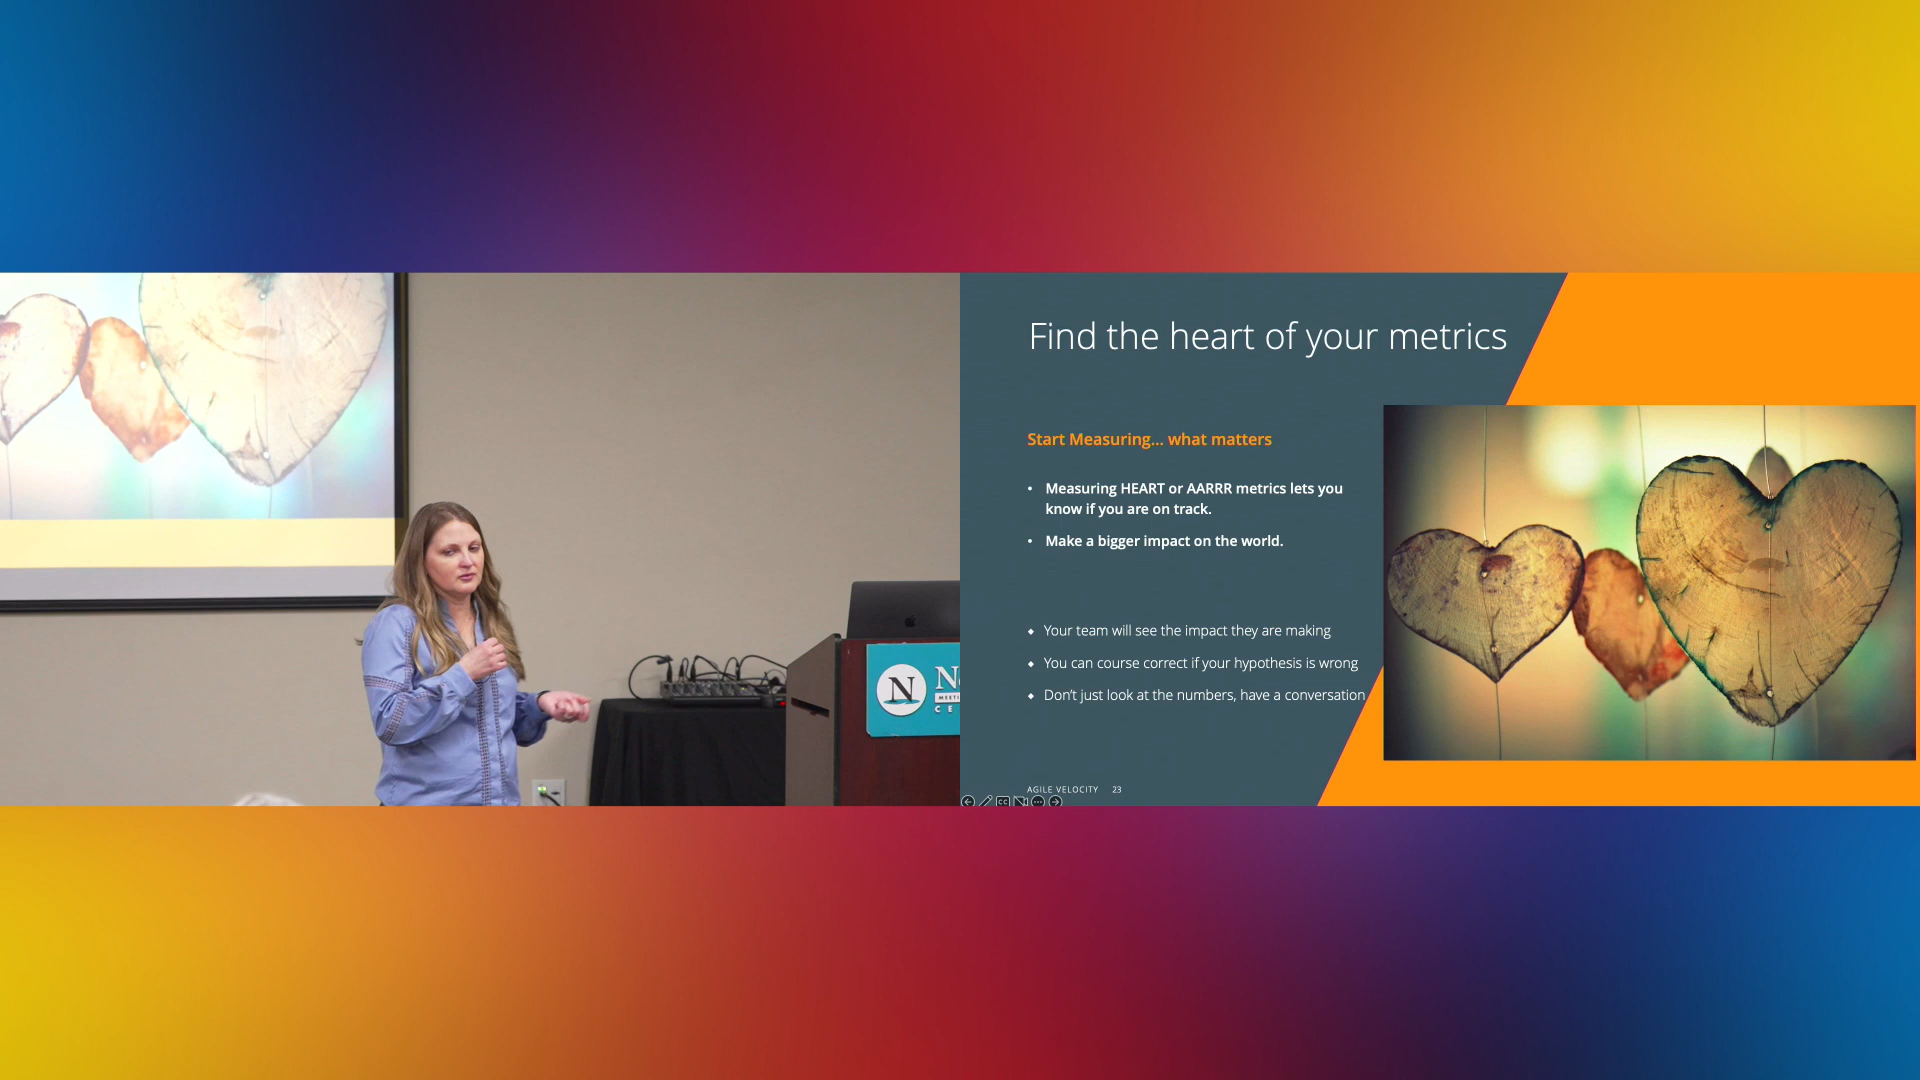 N
Find the heart of your metrics
Start Measuring... what matters
• Measuring HEART or AARRR metrics lets you
know if you are on track.
• Make a bigger impact on the world.
⬥ Your team will see the impact they are making
⬥ You can course correct if your hypothesis is wrong
⬥ Don't just look at the numbers, have a conversation
AGILE VELOCITY 23
CC